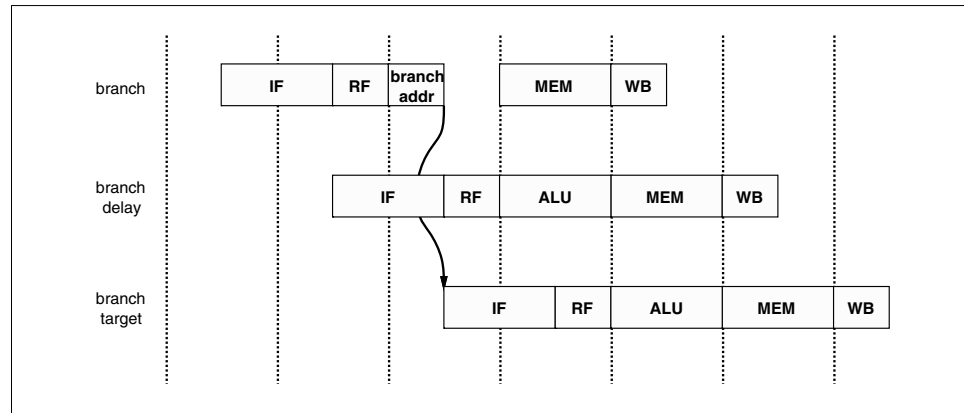 branch IF RF branch addr MEM WB
branch delay IF RF ALU MEM WB
branch target IF RF ALU MEM WB